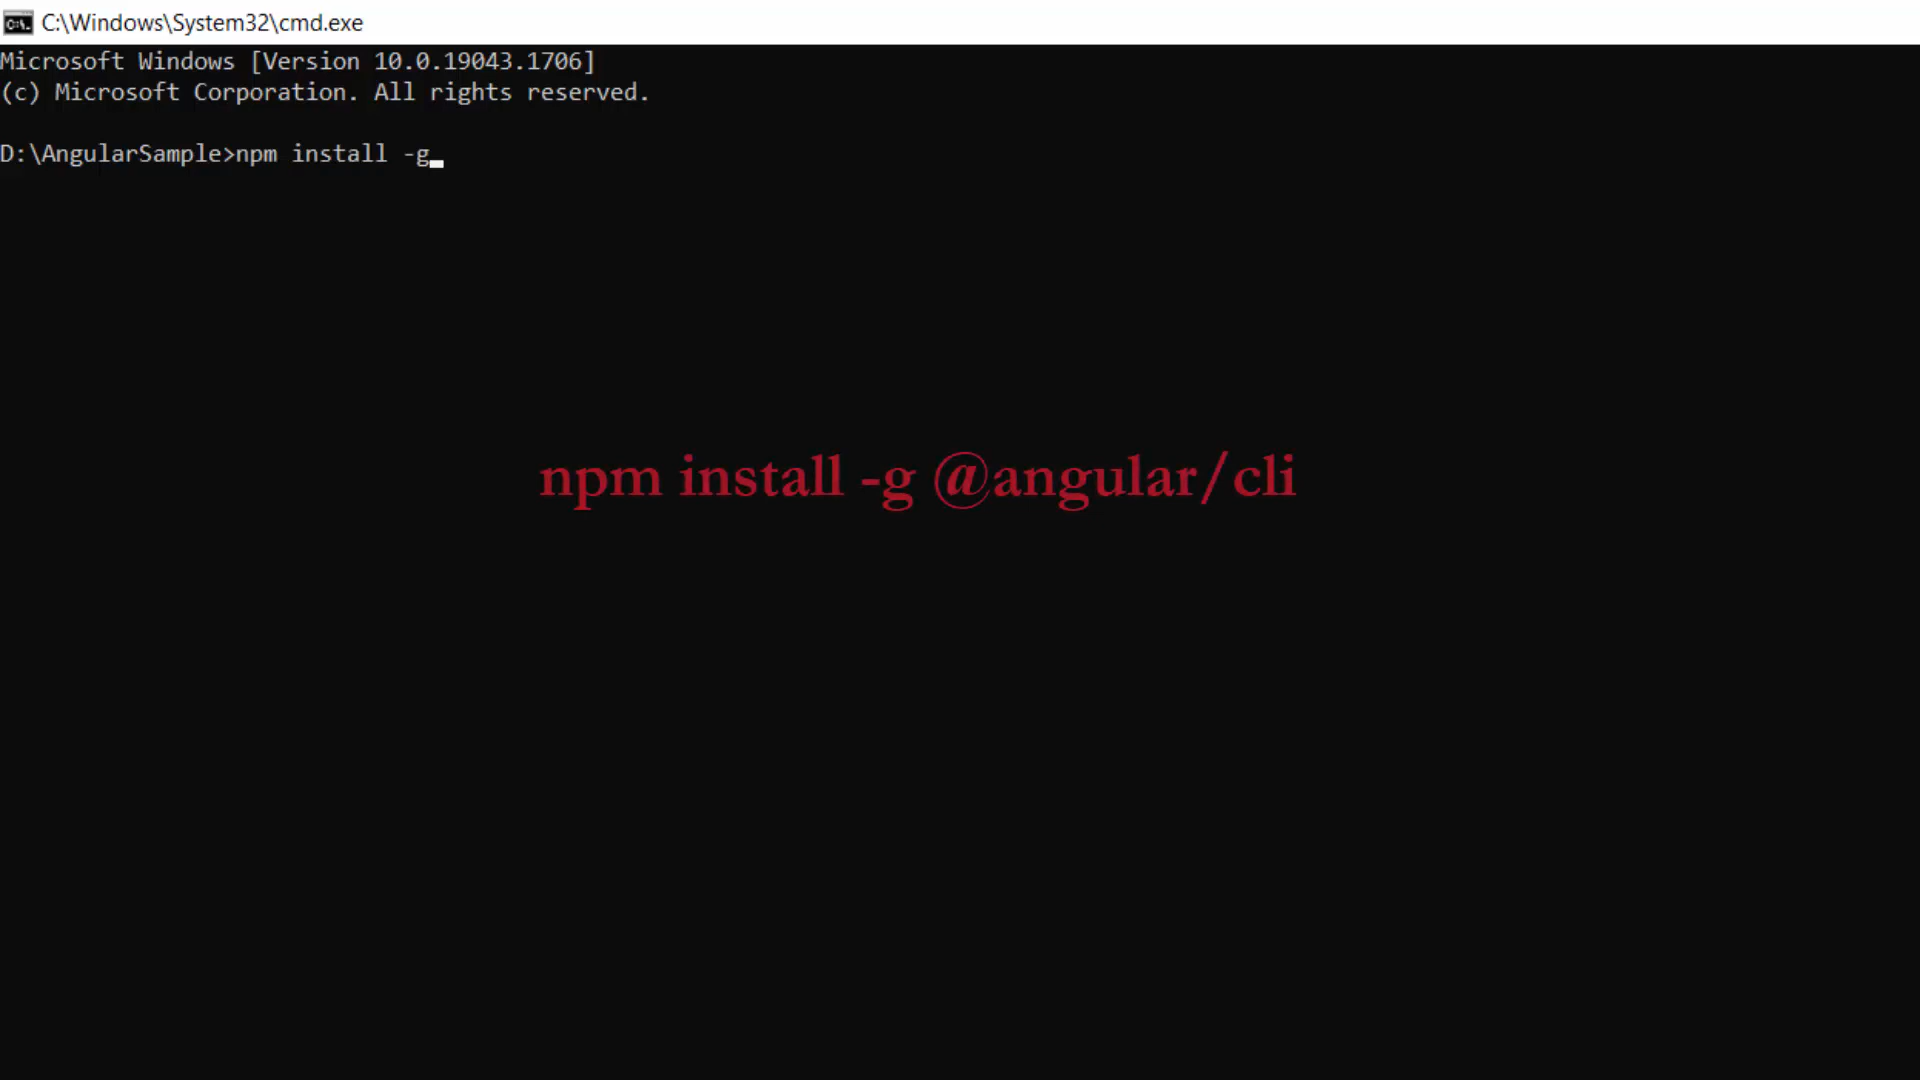 C:\Windows\System32\cmd.exe
Microsoft Windows [Version 10.0.19043.1706]
(c) Microsoft Corporation. All rights reserved.
D:\AngularSample>npm install -g
npm install -g @angular/cli